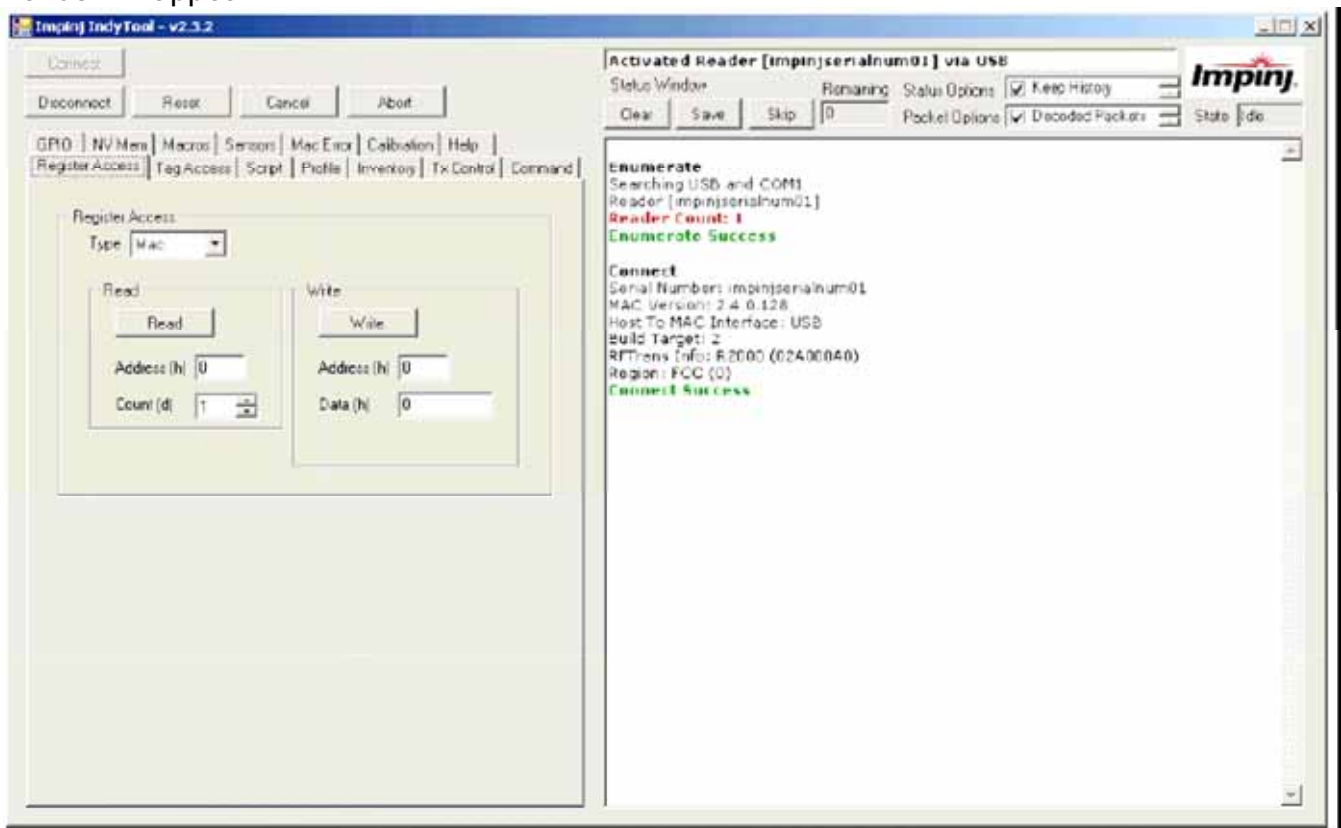 Impinj IndyTool - v2.3.2
Connect
Disconnect Reset Cancel Abort
GPIO NV Mem Macros Sensors Mac Error Calibration Help
Register Access Tag Access Script Profile Inventory Tx Control Command
Register Access
Type Mac
Read
Read
Address (h) 0
Count (d) 1
Write
Write
Address (h) 0
Data (h) 0
Activated Reader [impinjserialnum01] via USB
Status Window Remaining Status Options Keep History
Clear Save Skip 0 Packet Options Decoded Packets
Impinj.
State Idle
Enumerate
Searching USB and COM1
Reader [impinjserialnum01]
Reader Count: 1
Enumerate Success
Connect
Serial Number: impinjserialnum01
MAC Version: 2.4.0.128
Host To MAC Interface: USB
Build Target: 2
RFTrans Info: R2000 (02A000A0)
Region: FCC (0)
Connect Success